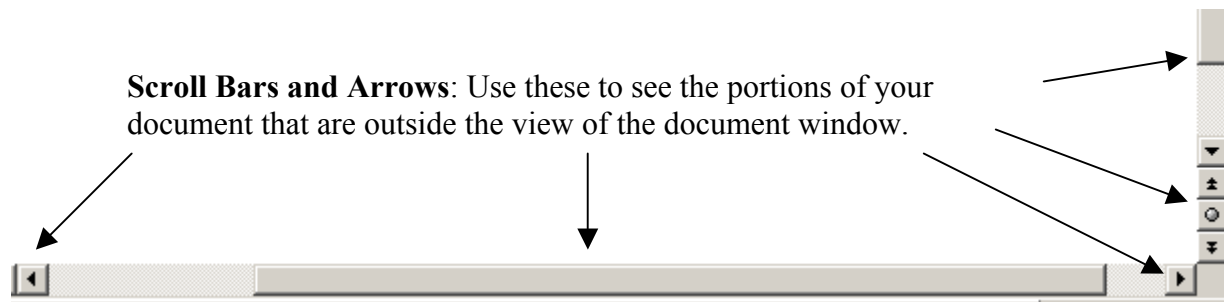 Scroll Bars and Arrows: Use these to see the portions of your
document that are outside the view of the document window.